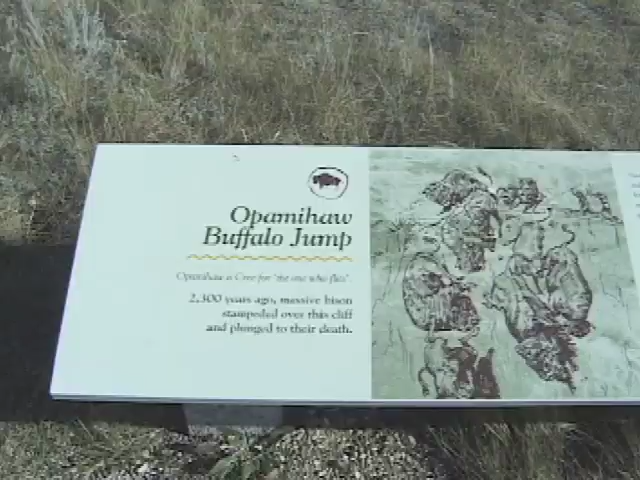 Opamihaw
Buffalo Jump
Opamihaw is Cree for "the one who flies".
2,300 years ago, massive bison
stampeded over this cliff
and plunged to their death.